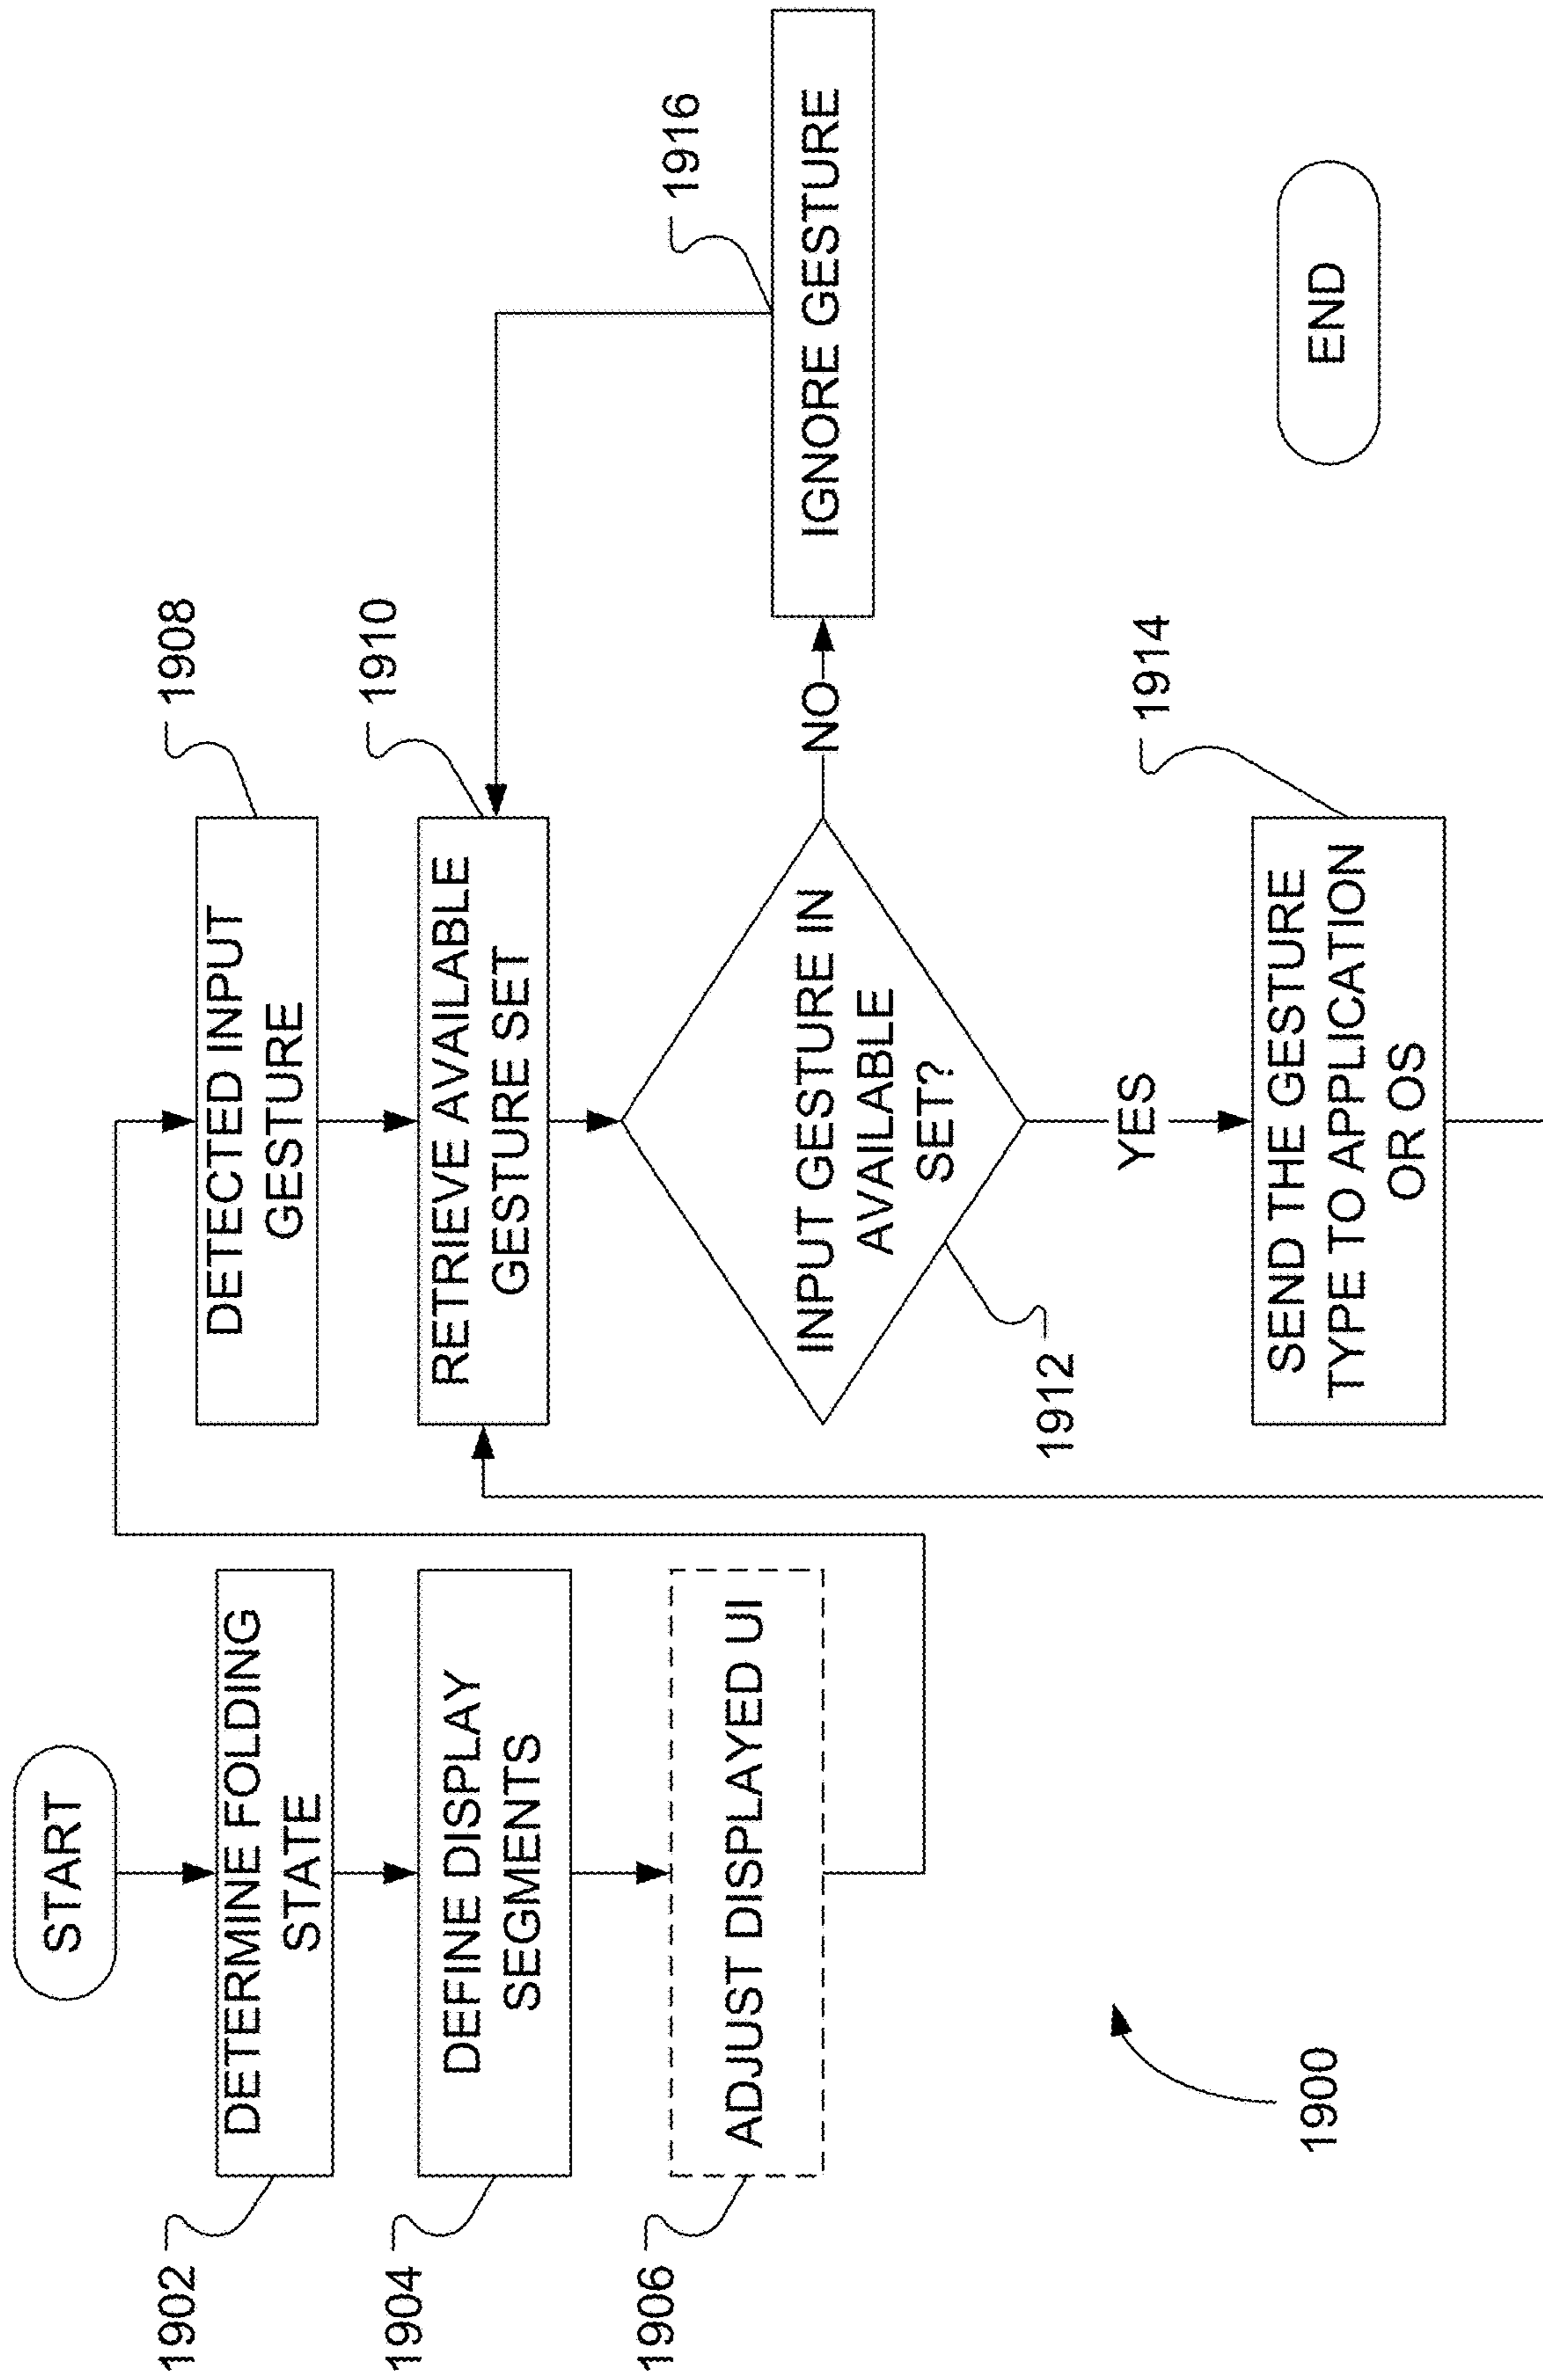 START
1902
DETERMINE FOLDING
STATE
1904
DEFINE DISPLAY
SEGMENTS
1906
ADJUST DISPLAYED UI
1900
1908
DETECTED INPUT
GESTURE
1910
RETRIEVE AVAILABLE
GESTURE SET
INPUT GESTURE IN
AVAILABLE
SET?
1912
NO
1916
IGNORE GESTURE
YES
1914
SEND THE GESTURE
TYPE TO APPLICATION
OR OS
END